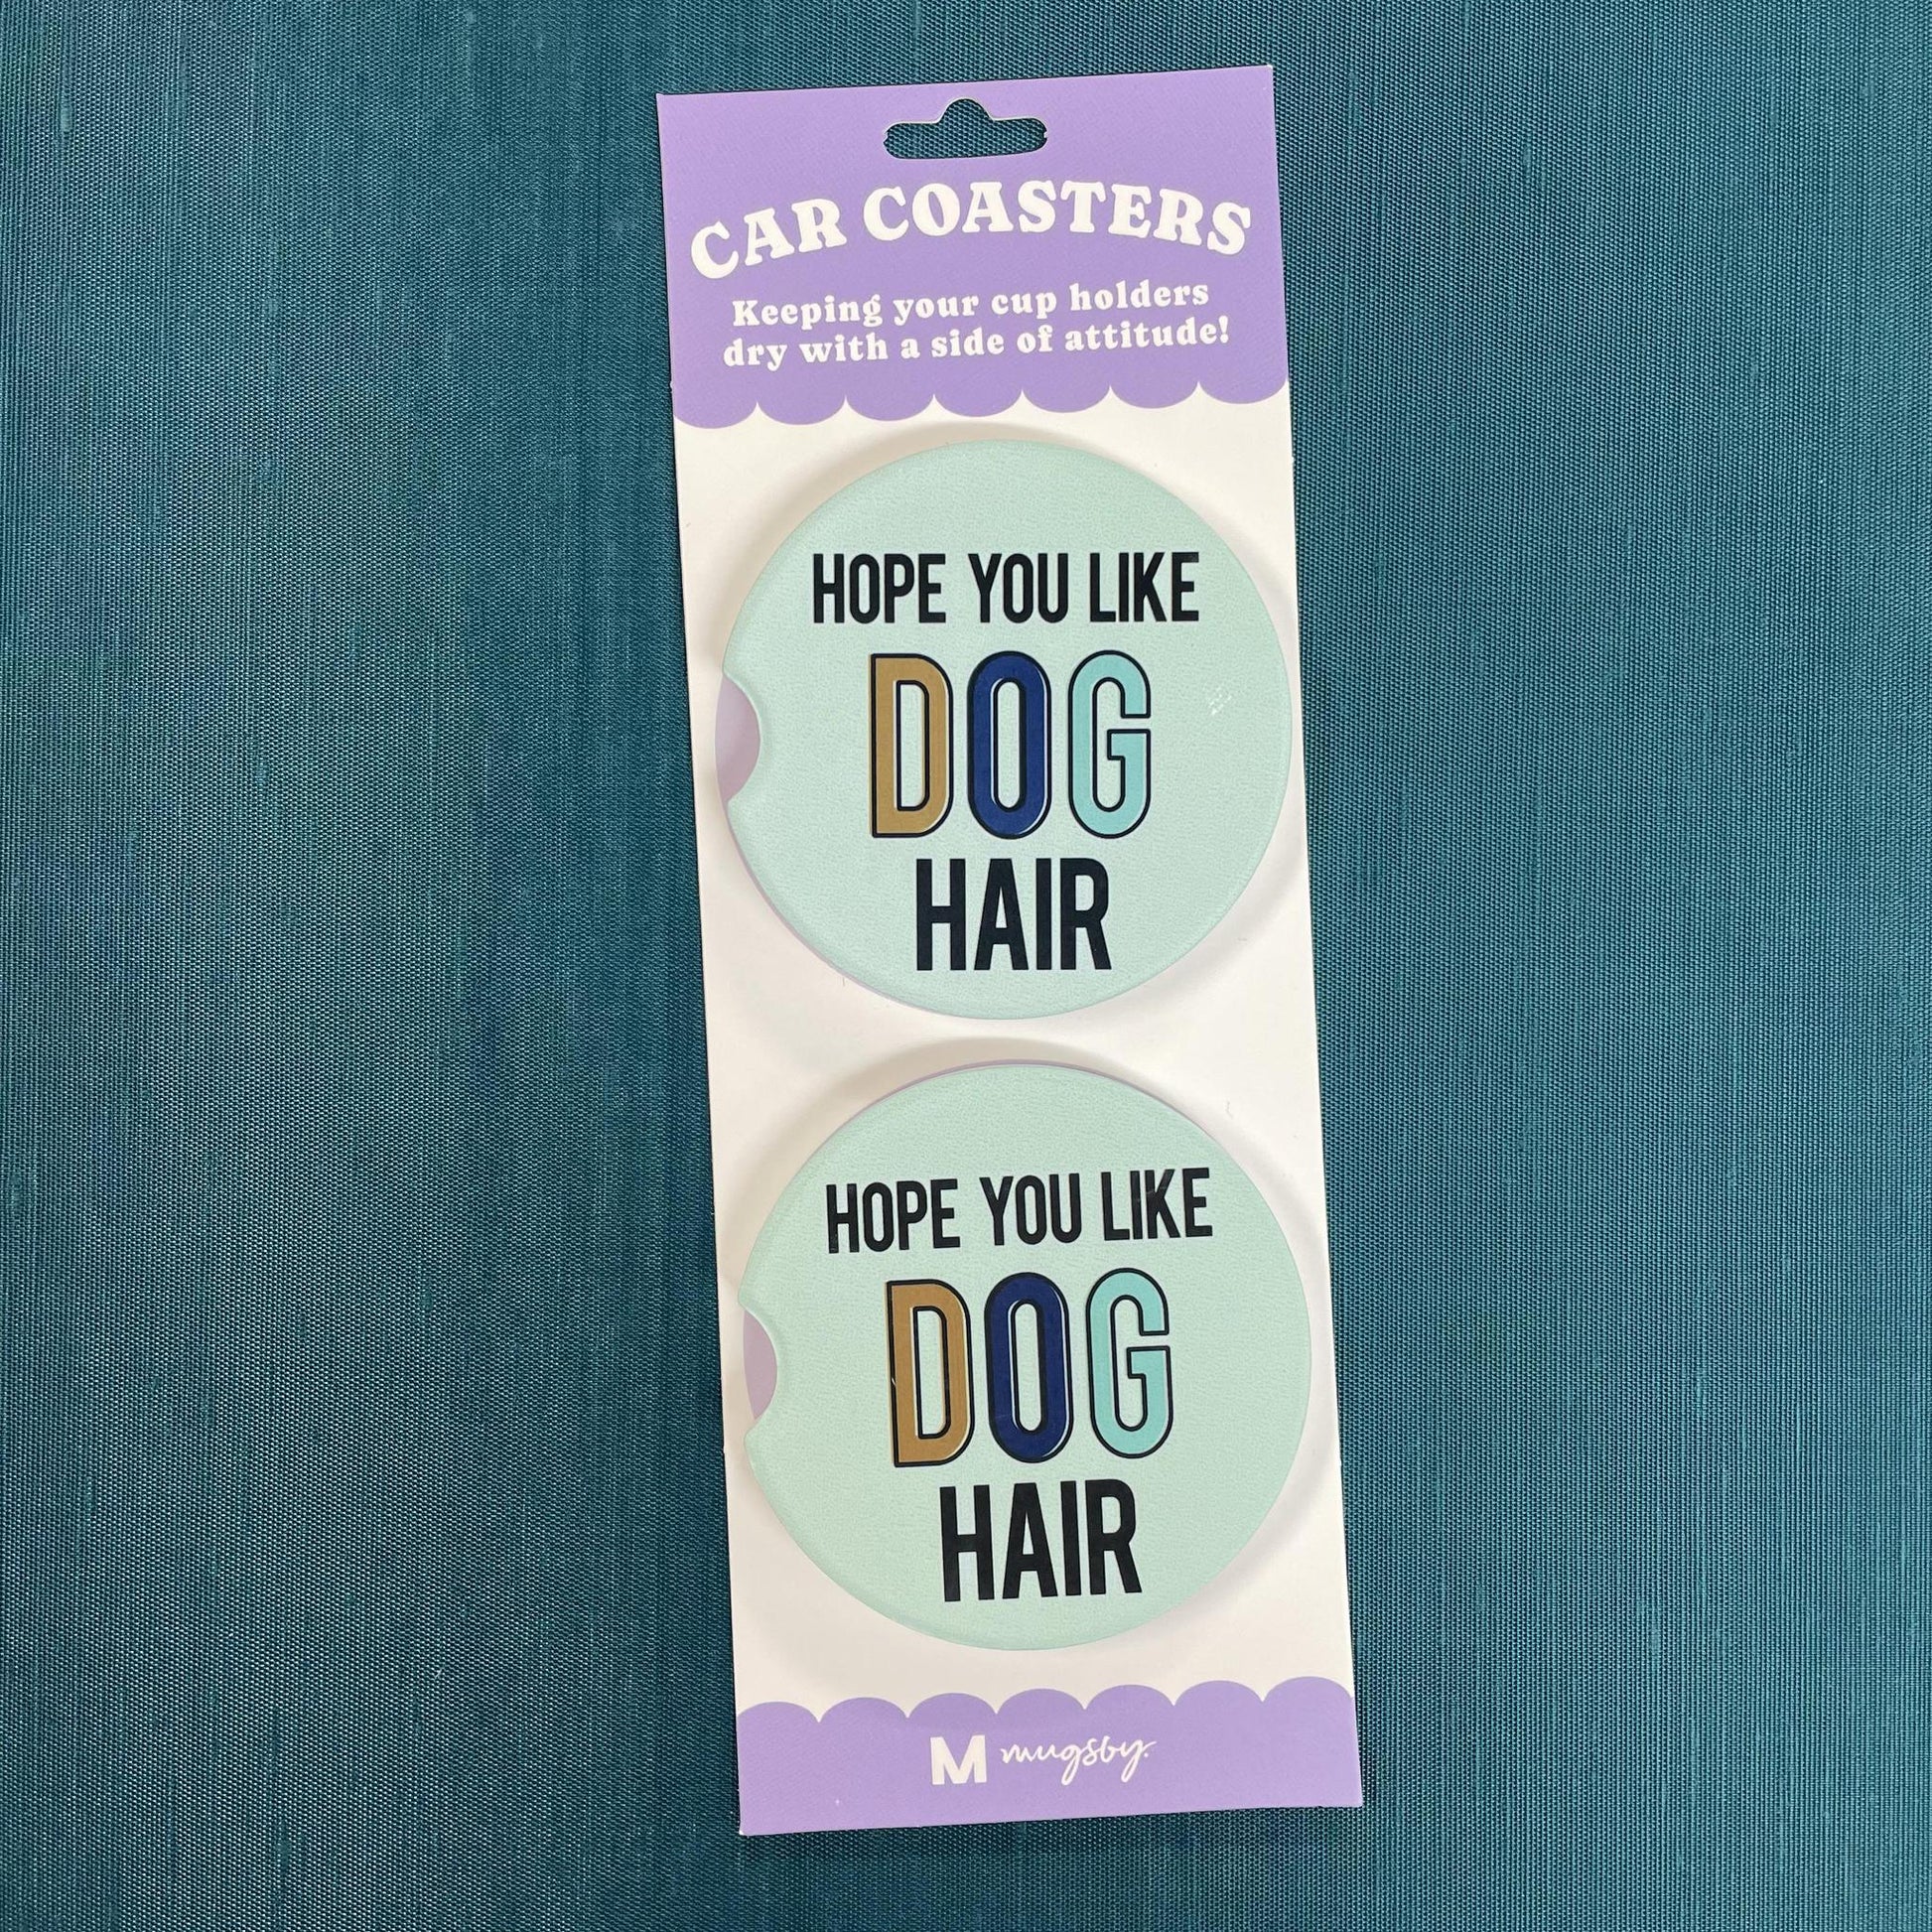 CAR COASTERS
Keeping your cup holders
dry with a side of attitude!
HOPE YOU LIKE
DOG
HAIR
HOPE YOU LIKE
DOG
HAIR
M mugsby.